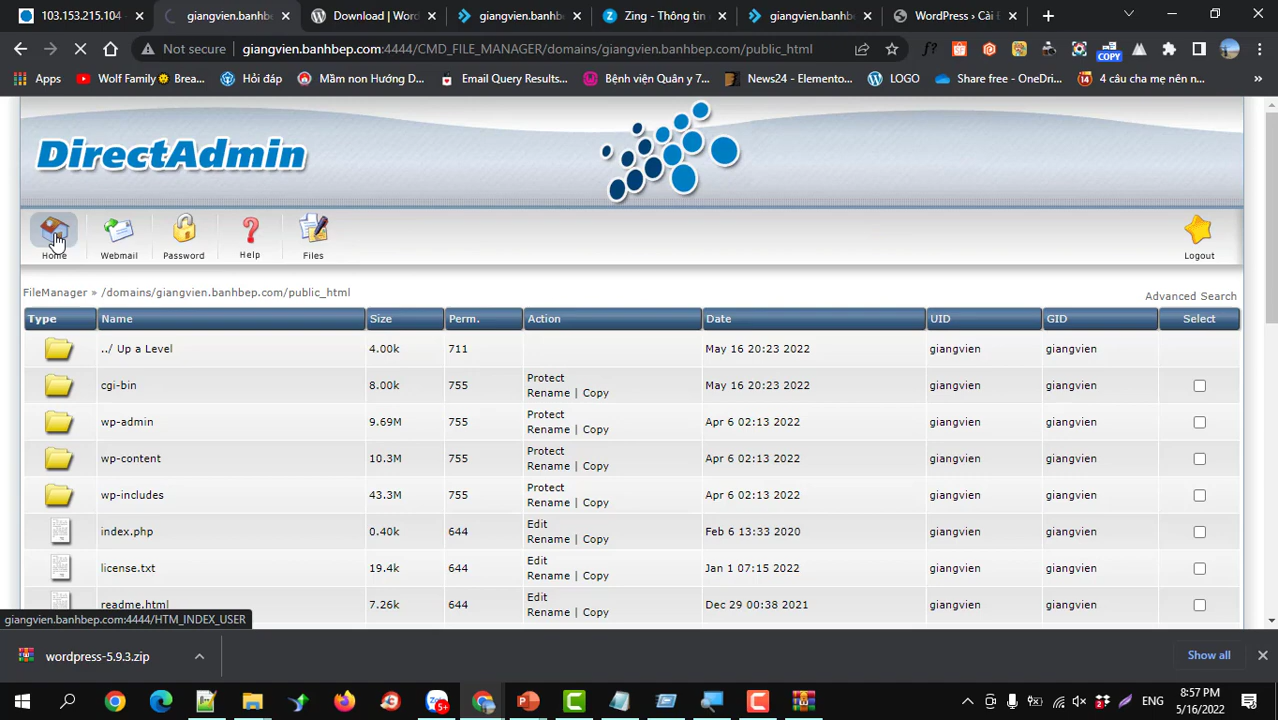 103.153.215.104 -
giangvien.banhb
Download | Word
giangvien.banhb
Zing - Thông tin
giangvien.banhb
WordPress › Cài
Not secure
giangvien.banhbep.com:4444/CMD_FILE_MANAGER/domains/giangvien.banhbep.com/public_html
COPY
Apps
Wolf Family Brea...
Hỏi đáp
Mầm non Hướng D...
Email Query Results...
Bệnh viện Quân y 7...
News24 - Elemento...
LOGO
Share free - OneDri...
4 câu cha mẹ nên n...
DirectAdmin
Home
Webmail
Password
Help
Files
Logout
FileManager » /domains/giangvien.banhbep.com/public_html
Advanced Search
Type Name Size Perm. Action Date UID GID Select
../ Up a Level 4.00k 711 May 16 20:23 2022 giangvien giangvien
cgi-bin 8.00k 755 Protect May 16 20:23 2022 giangvien giangvien
Rename | Copy
wp-admin 9.69M 755 Protect Apr 6 02:13 2022 giangvien giangvien
Rename | Copy
wp-content 10.3M 755 Protect Apr 6 02:13 2022 giangvien giangvien
Rename | Copy
wp-includes 43.3M 755 Protect Apr 6 02:13 2022 giangvien giangvien
Rename | Copy
index.php 0.40k 644 Edit Feb 6 13:33 2020 giangvien giangvien
Rename | Copy
license.txt 19.4k 644 Edit Jan 1 07:15 2022 giangvien giangvien
Rename | Copy
readme.html 7.26k 644 Edit Dec 29 00:38 2021 giangvien giangvien
Rename | Copy
giangvien.banhbep.com:4444/HTM_INDEX_USER
wordpress-5.9.3.zip
Show all
5+
ENG
8:57 PM
5/16/2022